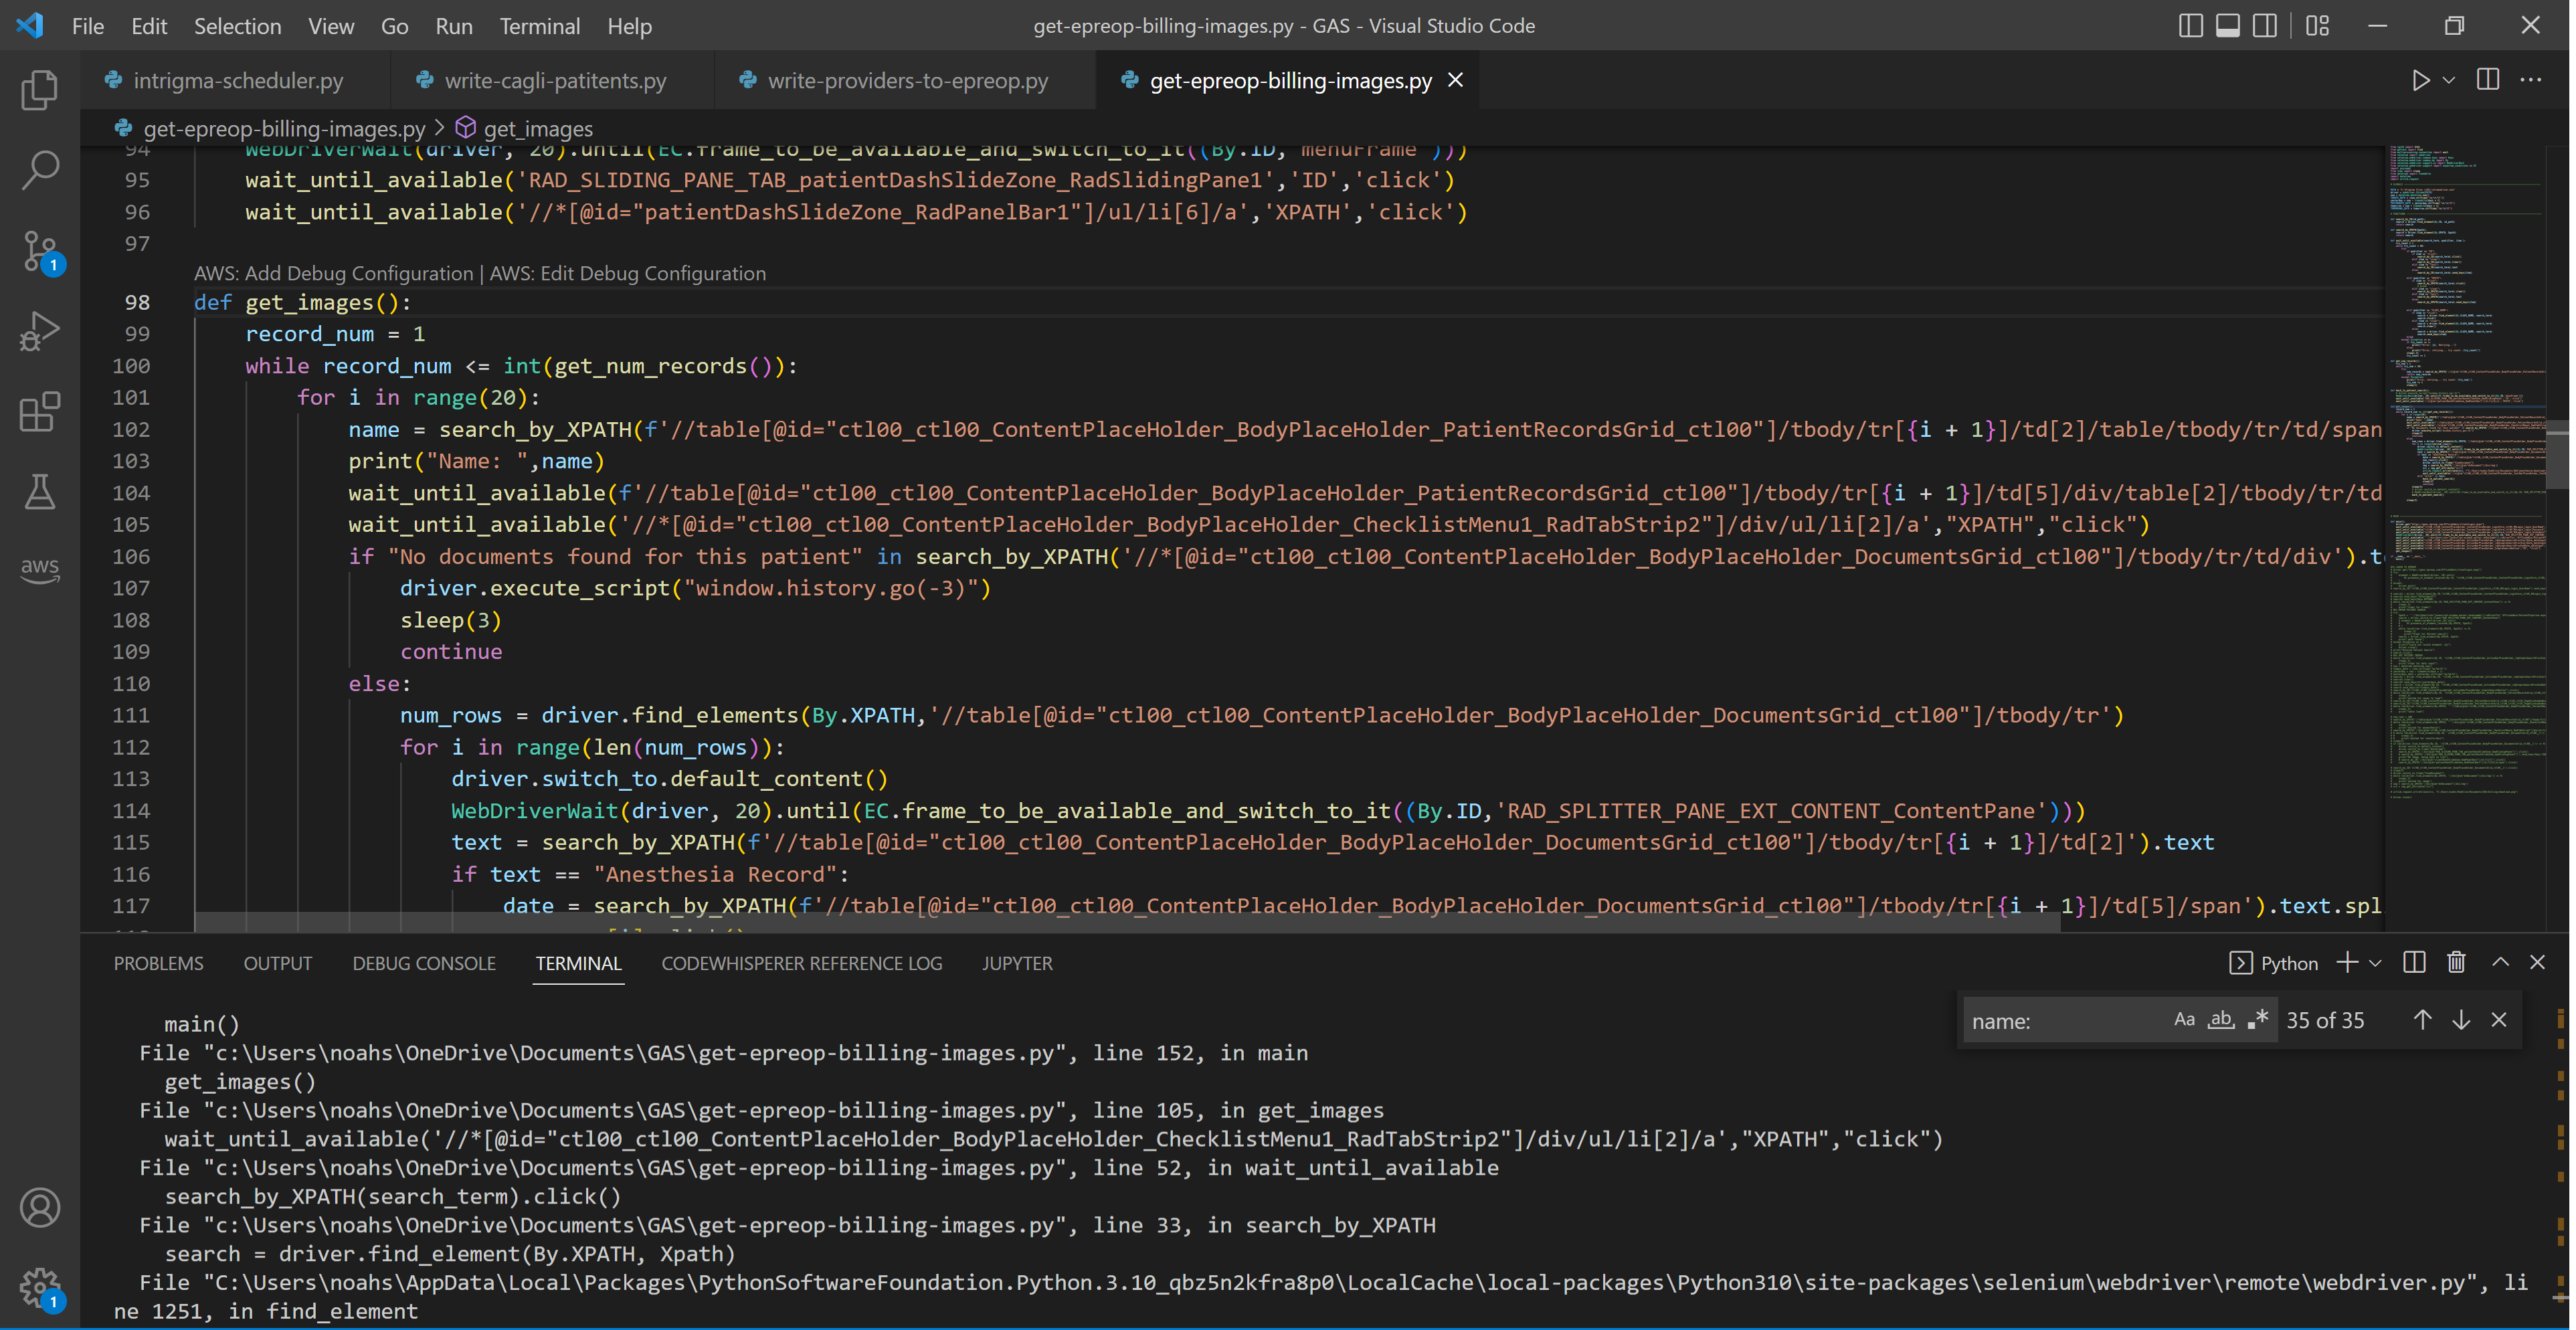 File Edit Selection View Go Run Terminal Help
get-epreop-billing-images.py - GAS - Visual Studio Code
intrigma-scheduler.py
write-cagli-patitents.py
write-providers-to-epreop.py
get-epreop-billing-images.py
get-epreop-billing-images.py > get_images
94 WebDriverWait(driver, 20).until(EC.frame_to_be_available_and_switch_to_it((By.ID,'menuFrame')))
95 wait_until_available('RAD_SLIDING_PANE_TAB_patientDashSlideZone_RadSlidingPane1','ID','click')
96 wait_until_available('//*[@id="patientDashSlideZone_RadPanelBar1"]/ul/li[6]/a','XPATH','click')
97
AWS: Add Debug Configuration | AWS: Edit Debug Configuration
98 def get_images():
99 record_num = 1
100 while record_num <= int(get_num_records()):
101 for i in range(20):
102 name = search_by_XPATH(f'//table[@id="ctl00_ctl00_ContentPlaceHolder_BodyPlaceHolder_PatientRecordsGrid_ctl00"]/tbody/tr[{i + 1}]/td[2]/table/tbody/tr/td/span
103 print("Name: ",name)
104 wait_until_available(f'//table[@id="ctl00_ctl00_ContentPlaceHolder_BodyPlaceHolder_PatientRecordsGrid_ctl00"]/tbody/tr[{i + 1}]/td[5]/div/table[2]/tbody/tr/td
105 wait_until_available('//*[@id="ctl00_ctl00_ContentPlaceHolder_BodyPlaceHolder_ChecklistMenu1_RadTabStrip2"]/div/ul/li[2]/a',"XPATH","click")
106 if "No documents found for this patient" in search_by_XPATH('//*[@id="ctl00_ctl00_ContentPlaceHolder_BodyPlaceHolder_DocumentsGrid_ctl00"]/tbody/tr/td/div').t
107 driver.execute_script("window.history.go(-3)")
108 sleep(3)
109 continue
110 else:
111 num_rows = driver.find_elements(By.XPATH,'//table[@id="ctl00_ctl00_ContentPlaceHolder_BodyPlaceHolder_DocumentsGrid_ctl00"]/tbody/tr')
112 for i in range(len(num_rows)):
113 driver.switch_to.default_content()
114 WebDriverWait(driver, 20).until(EC.frame_to_be_available_and_switch_to_it((By.ID,'RAD_SPLITTER_PANE_EXT_CONTENT_ContentPane')))
115 text = search_by_XPATH(f'//table[@id="ctl00_ctl00_ContentPlaceHolder_BodyPlaceHolder_DocumentsGrid_ctl00"]/tbody/tr[{i + 1}]/td[2]').text
116 if text == "Anesthesia Record":
117 date = search_by_XPATH(f'//table[@id="ctl00_ctl00_ContentPlaceHolder_BodyPlaceHolder_DocumentsGrid_ctl00"]/tbody/tr[{i + 1}]/td[5]/span').text.spl
PROBLEMS OUTPUT DEBUG CONSOLE TERMINAL CODEWHISPERER REFERENCE LOG JUPYTER
Python
name: Aa ab .* 35 of 35
main()
File "c:\Users\noahs\OneDrive\Documents\GAS\get-epreop-billing-images.py", line 152, in main
get_images()
File "c:\Users\noahs\OneDrive\Documents\GAS\get-epreop-billing-images.py", line 105, in get_images
wait_until_available('//*[@id="ctl00_ctl00_ContentPlaceHolder_BodyPlaceHolder_ChecklistMenu1_RadTabStrip2"]/div/ul/li[2]/a',"XPATH","click")
File "c:\Users\noahs\OneDrive\Documents\GAS\get-epreop-billing-images.py", line 52, in wait_until_available
search_by_XPATH(search_term).click()
File "c:\Users\noahs\OneDrive\Documents\GAS\get-epreop-billing-images.py", line 33, in search_by_XPATH
search = driver.find_element(By.XPATH, Xpath)
File "C:\Users\noahs\AppData\Local\Packages\PythonSoftwareFoundation.Python.3.10_qbz5n2kfra8p0\LocalCache\local-packages\Python310\site-packages\selenium\webdriver\remote\webdriver.py", li
ne 1251, in find_element
1
aws
1